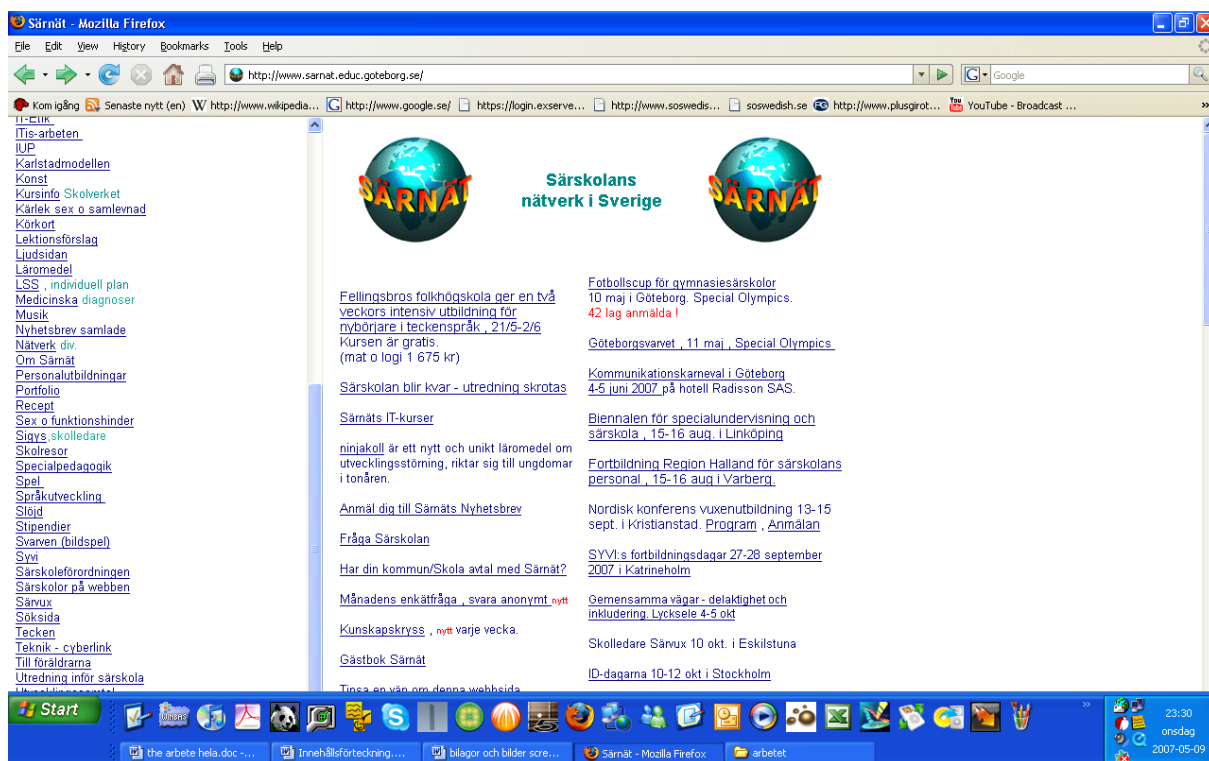 Särnät - Mozilla Firefox
File Edit View History Bookmarks Tools Help
http://www.sarnat.educ.goteborg.se/
Google
Kom igång Senaste nytt (en) http://www.wikipedia... http://www.google.se/ https://login.exserve... http://www.soswedis... soswedish.se http://www.plusgirot... YouTube - Broadcast ... »
IT-Etik
ITis-arbeten
IUP
Karlstadmodellen
Konst
Kursinfo Skolverket
Kärlek sex o samlevnad
Körkort
Lektionsförslag
Ljudsidan
Läromedel
LSS , individuell plan
Medicinska diagnoser
Musik
Nyhetsbrev samlade
Nätverk div.
Om Särnät
Personalutbildningar
Portfolio
Recept
Sex o funktionshinder
Sigys,skolledare
Skolresor
Specialpedagogik
Spel
Språkutveckling
Slöjd
Stipendier
Svarven (bildspel)
Syvi
Särskoleförordningen
Särskolor på webben
Särvux
Söksida
Tecken
Teknik - cyberlink
Till föräldrarna
Utredning inför särskola
SÄRNÄT
Särskolans
nätverk i Sverige
SÄRNÄT
Fellingsbros folkhögskola ger en två
veckors intensiv utbildning för
nybörjare i teckenspråk , 21/5-2/6
Kursen är gratis.
(mat o logi 1 675 kr)
Särskolan blir kvar - utredning skrotas
Särnäts IT-kurser
ninjakoll är ett nytt och unikt läromedel om
utvecklingsstörning, riktar sig till ungdomar
i tonåren.
Anmäl dig till Särnäts Nyhetsbrev
Fråga Särskolan
Har din kommun/Skola avtal med Särnät?
Månadens enkätfråga , svara anonymt nytt
Kunskapskryss , nytt varje vecka.
Gästbok Särnät
Tipsa en vän om denna webbsida
Fotbollscup för gymnasiesärskolor
10 maj i Göteborg. Special Olympics.
42 lag anmälda !
Göteborgsvarvet , 11 maj , Special Olympics
Kommunikationskarneval i Göteborg
4-5 juni 2007 på hotell Radisson SAS.
Biennalen för specialundervisning och
särskola , 15-16 aug. i Linköping
Fortbildning Region Halland för särskolans
personal , 15-16 aug i Varberg.
Nordisk konferens vuxenutbildning 13-15
sept. i Kristianstad. Program , Anmälan
SYVI:s fortbildningsdagar 27-28 september
2007 i Katrineholm
Gemensamma vägar - delaktighet och
inkludering. Lycksele 4-5 okt
Skolledare Särvux 10 okt. i Eskilstuna
ID-dagarna 10-12 okt i Stockholm
Start
»
23:30
onsdag
2007-05-09
the arbete hela.doc -... Innehållsförteckning.... bilagor och bilder scre... Särnät - Mozilla Firefox arbetet